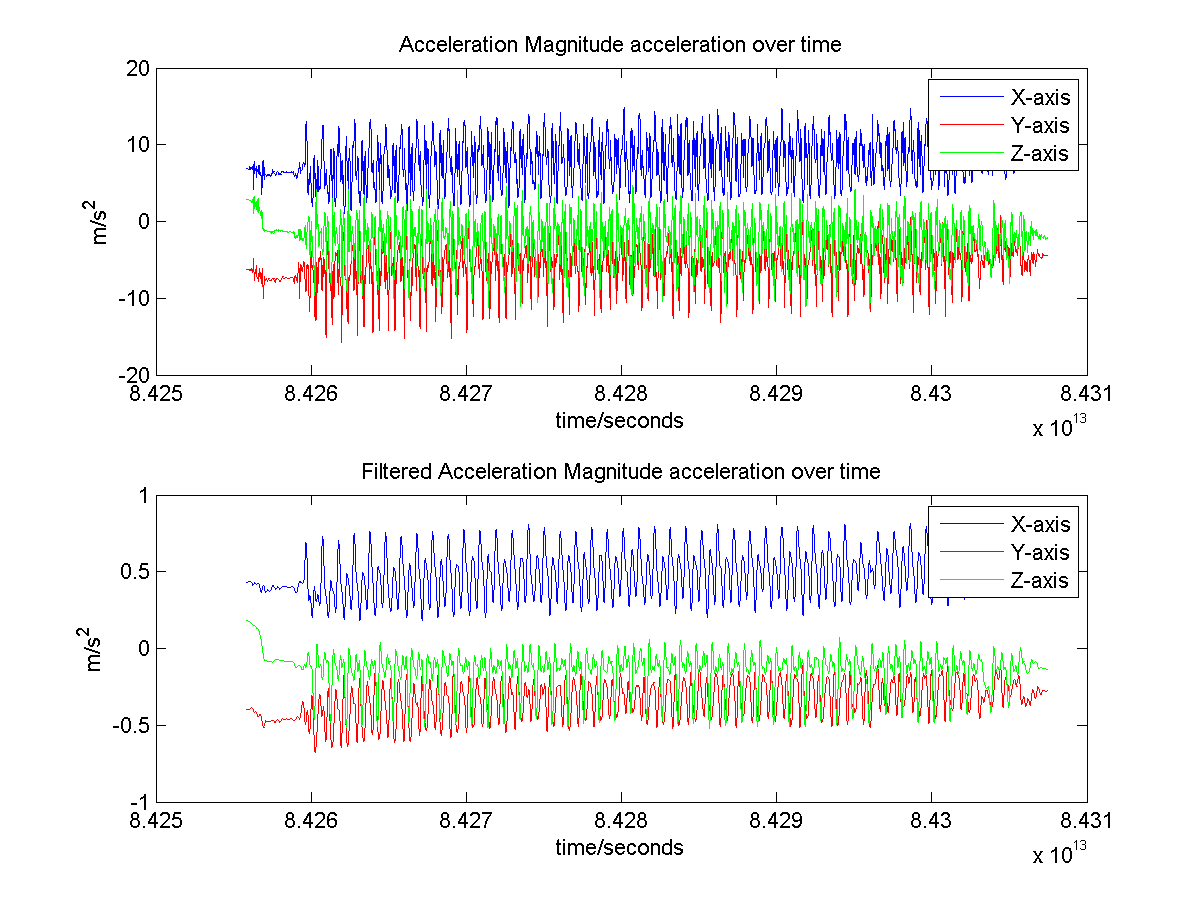 Acceleration Magnitude acceleration over time
20
10
0
-10
-20
m/s²
X-axis
Y-axis
Z-axis
8.425 8.426 8.427 8.428 8.429 8.43 8.431
time/seconds
x 10¹³
Filtered Acceleration Magnitude acceleration over time
1
0.5
0
-0.5
-1
m/s²
X-axis
Y-axis
Z-axis
8.425 8.426 8.427 8.428 8.429 8.43 8.431
time/seconds
x 10¹³